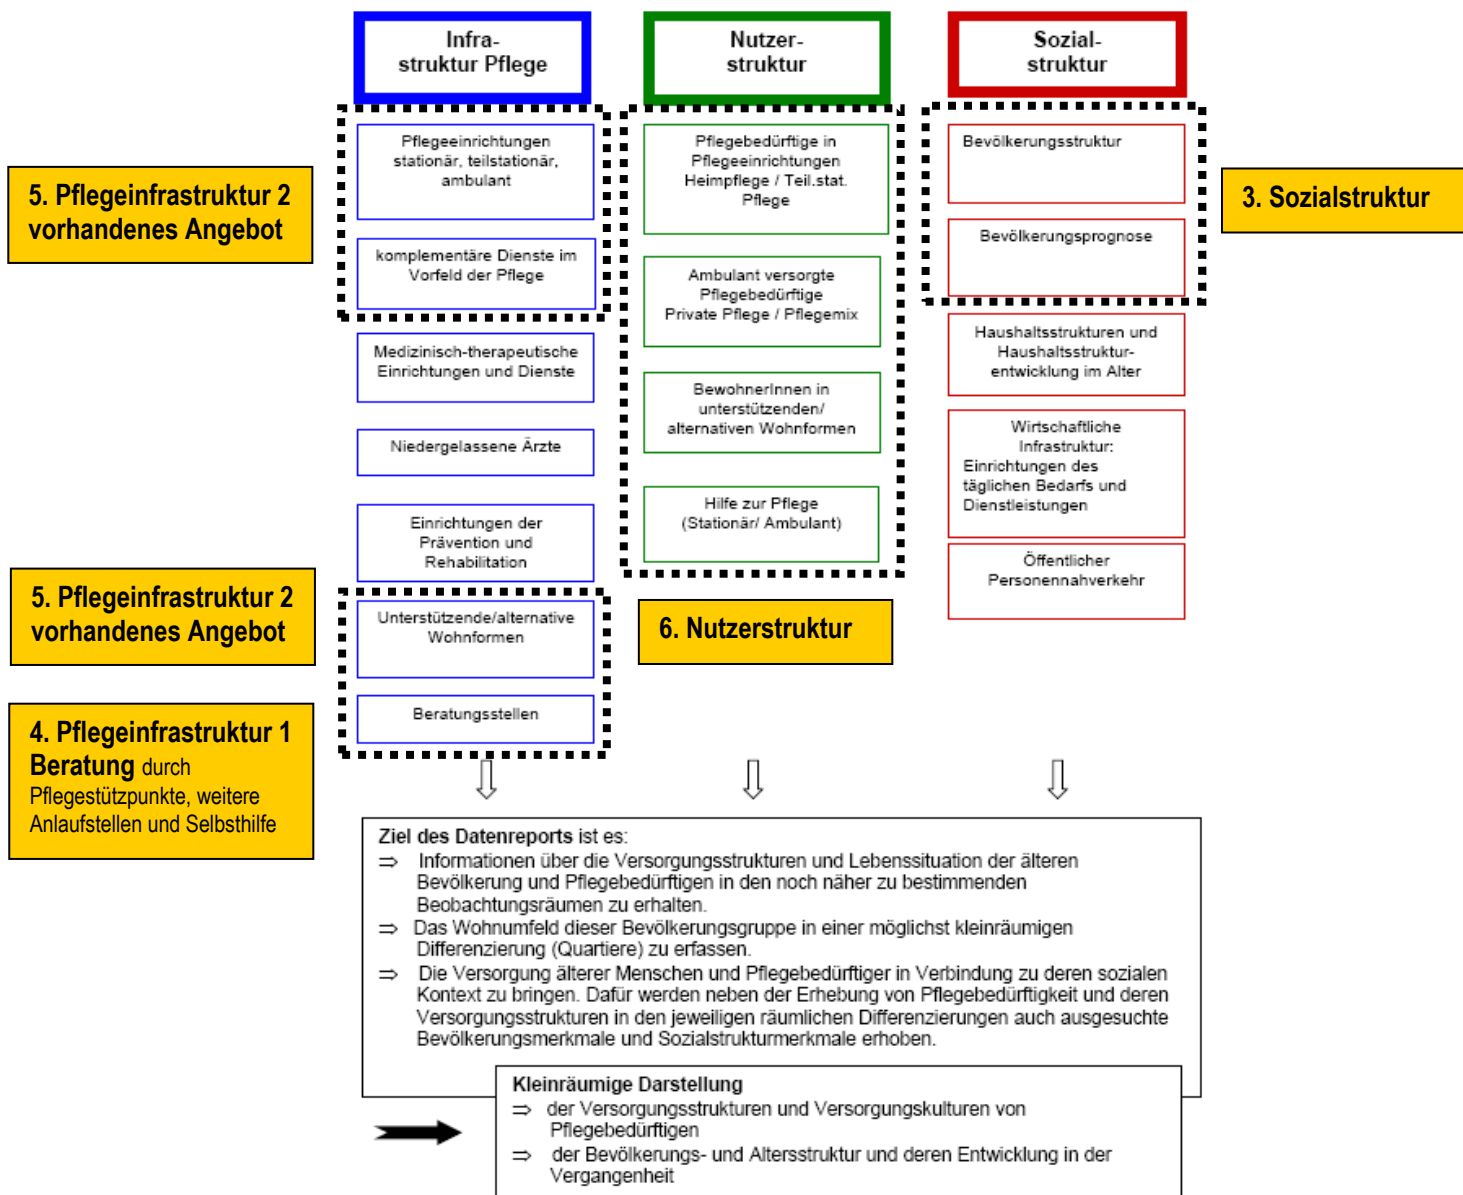 Infra-
struktur Pflege
Nutzer-
struktur
Sozial-
struktur
Pflegeeinrichtungen
stationär, teilstationär,
ambulant
komplementäre Dienste im
Vorfeld der Pflege
Medizinisch-therapeutische
Einrichtungen und Dienste
Niedergelassene Ärzte
Einrichtungen der
Prävention und
Rehabilitation
Unterstützende/alternative
Wohnformen
Beratungsstellen
Pflegebedürftige in
Pflegeeinrichtungen
Heimpflege / Teil.stat.
Pflege
Ambulant versorgte
Pflegebedürftige
Private Pflege / Pflegemix
BewohnerInnen in
unterstützenden/
alternativen Wohnformen
Hilfe zur Pflege
(Stationär/ Ambulant)
Bevölkerungsstruktur
Bevölkerungsprognose
Haushaltsstrukturen und
Haushaltsstruktur-
entwicklung im Alter
Wirtschaftliche
Infrastruktur:
Einrichtungen des
täglichen Bedarfs und
Dienstleistungen
Öffentlicher
Personennahverkehr
5. Pflegeinfrastruktur 2
vorhandenes Angebot
3. Sozialstruktur
5. Pflegeinfrastruktur 2
vorhandenes Angebot
6. Nutzerstruktur
4. Pflegeinfrastruktur 1
Beratung durch
Pflegestützpunkte, weitere
Anlaufstellen und Selbsthilfe
Ziel des Datenreports ist es:
⇒ Informationen über die Versorgungsstrukturen und Lebenssituation der älteren
Bevölkerung und Pflegebedürftigen in den noch näher zu bestimmenden
Beobachtungsräumen zu erhalten.
⇒ Das Wohnumfeld dieser Bevölkerungsgruppe in einer möglichst kleinräumigen
Differenzierung (Quartiere) zu erfassen.
⇒ Die Versorgung älterer Menschen und Pflegebedürftiger in Verbindung zu deren sozialen
Kontext zu bringen. Dafür werden neben der Erhebung von Pflegebedürftigkeit und deren
Versorgungsstrukturen in den jeweiligen räumlichen Differenzierungen auch ausgesuchte
Bevölkerungsmerkmale und Sozialstrukturmerkmale erhoben.
Kleinräumige Darstellung
⇒ der Versorgungsstrukturen und Versorgungskulturen von
Pflegebedürftigen
⇒ der Bevölkerungs- und Altersstruktur und deren Entwicklung in der
Vergangenheit